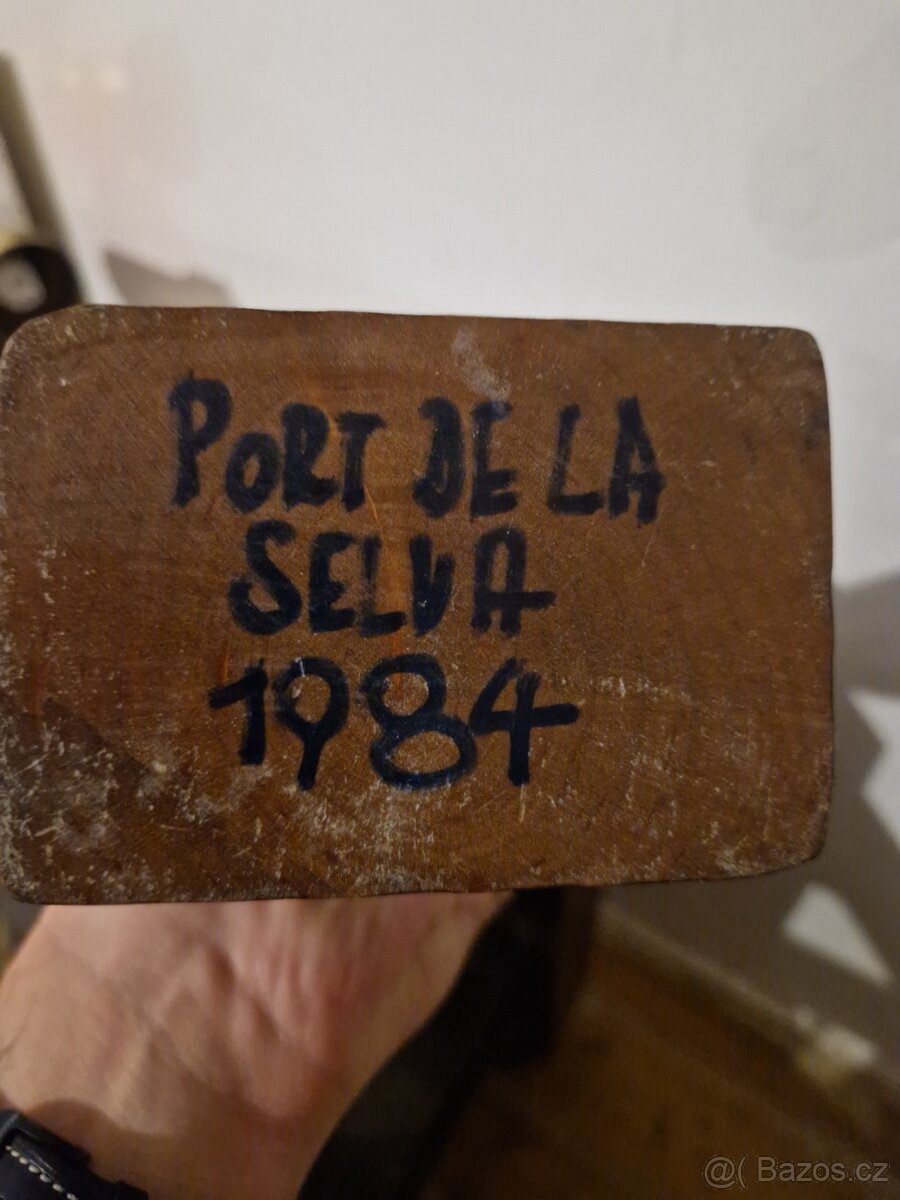 PORT DE LA
SELVA
1984
@( Bazos.cz